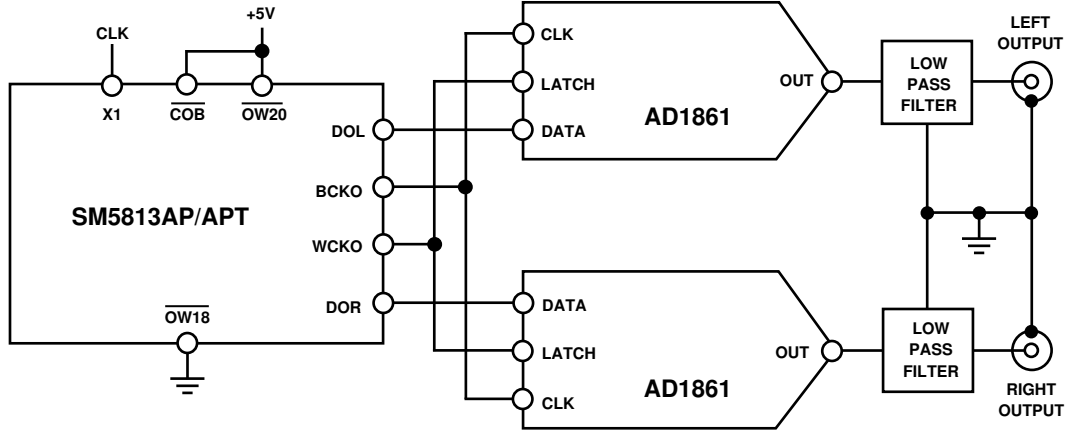 +5V
CLK
X1
COB
OW20
DOL
BCKO
WCKO
DOR
SM5813AP/APT
OW18
CLK
LATCH
DATA
AD1861
OUT
LOW
PASS
FILTER
LEFT
OUTPUT
DATA
LATCH
CLK
AD1861
OUT
LOW
PASS
FILTER
RIGHT
OUTPUT